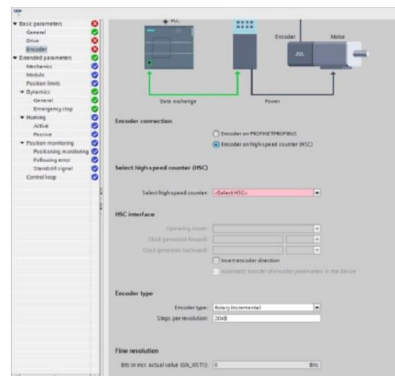 PLC
Basic parameters
General
Drive
Encoder
Extended parameters
Mechanics
Modulo
Position limits
Dynamics
General
Emergency stop
Homing
Active
Passive
Position monitoring
Positioning monitoring
Following error
Standstill signal
Control loop
Encoder
Motor
Data exchange
Power
Encoder connection
Encoder on PROFINET/PROFIBUS
Encoder on high-speed counter (HSC)
Select high-speed counter (HSC)
Select high-speed counter: <Select HSC>
HSC interface
Operating mode:
Clock generator forward:
Clock generator backward:
Invert encoder direction
Automatic transfer of encoder parameters in the device
Encoder type
Encoder type: Rotary incremental
Steps per revolution: 2048
Fine resolution
Bits in incr. actual value (GN_XIST1): 0 Bits